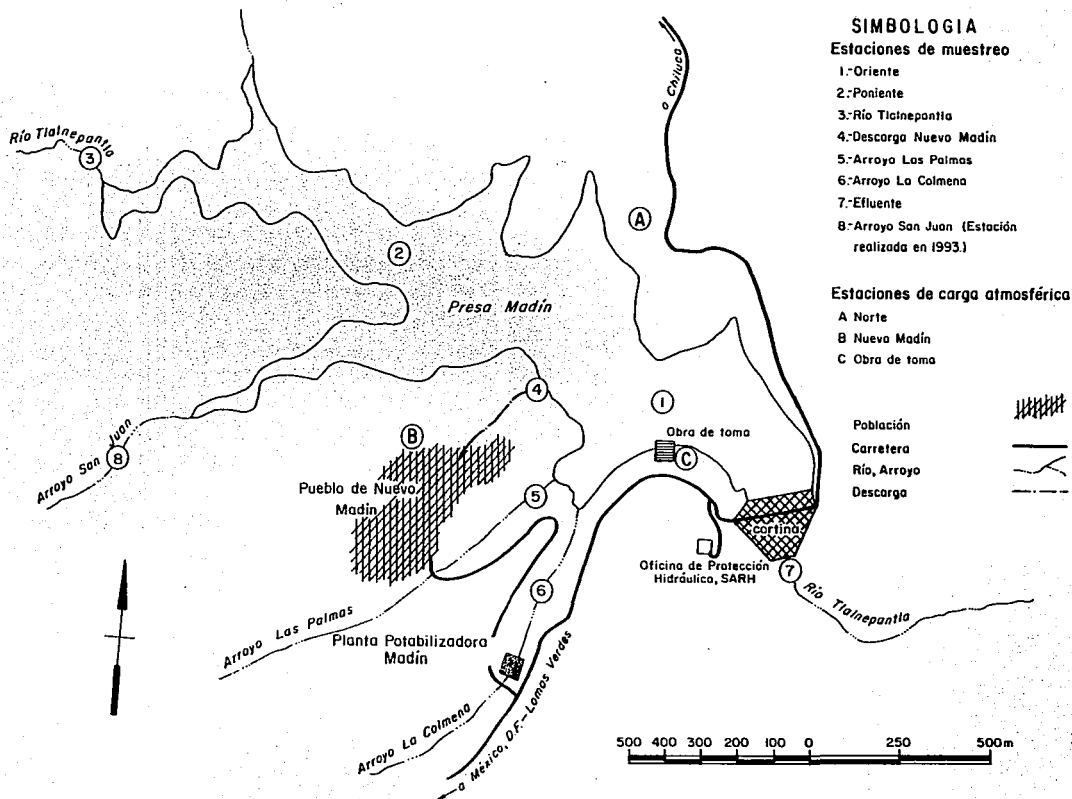 SIMBOLOGIA
Estaciones de muestreo
1.-Oriente
2.-Poniente
3.-Río Tlalnepantla
4.-Descarga Nuevo Madín
5.-Arroyo Las Palmas
6.-Arroyo La Colmena
7.-Efluente
8.-Arroyo San Juan (Estación
realizada en 1993.)
Estaciones de carga atmosférica
A Norte
B Nuevo Madín
C Obra de toma
Población
Carretera
Río, Arroyo
Descarga
a Chiluca
Río Tlalnepantla
3
A
2
Presa Madín
4
1
Obra de toma
C
B
Arroyo San Juan
8
Pueblo de Nuevo
Madín
5
cortina
Oficina de Protección
Hidráulica, SARH
7
6
Río Tlalnepantla
Arroyo Las Palmas
Planta Potabilizadora
Madín
Arroyo La Colmena
a México, D.F.-Lomas Verdes
500 400 200 100 0 250 500m